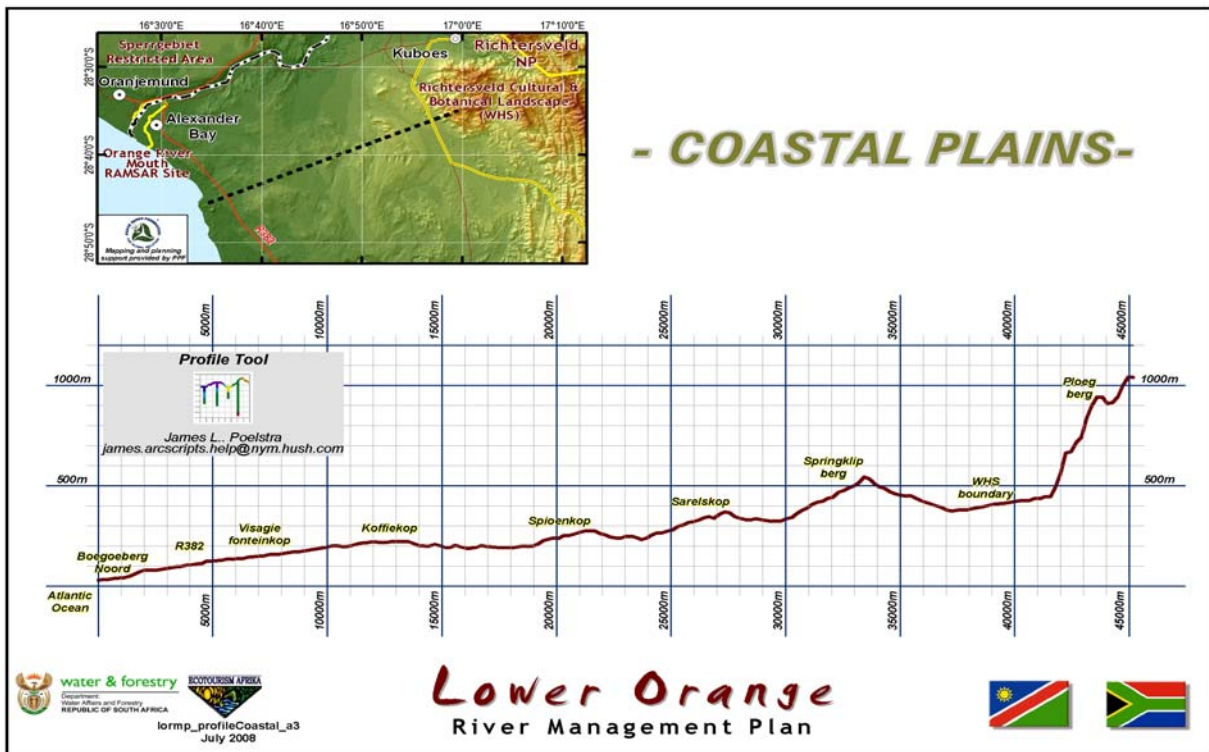 16°30'0"E 16°40'0"E 16°50'0"E 17°0'0"E 17°10'0"E
28°30'0"S
28°40'0"S
28°50'0"S
Sperrgebiet
Restricted Area
Oranjemund
Alexander
Bay
Orange River
Mouth
RAMSAR Site
Kuboes
Richtersveld
NP
Richtersveld Cultural &
Botanical Landscape
(WHS)
R382
Mapping and planning
support provided by PPF
- COASTAL PLAINS-
5000m 10000m 15000m 20000m 25000m 30000m 35000m 40000m 45000m
Profile Tool
James L.. Poelstra
james.arcscripts.help@nym.hush.com
1000m 1000m
500m 500m
Ploeg
berg
Springklip
berg
WHS
boundary
Sarelskop
Spioenkop
Koffiekop
Visagie
fonteinkop
R382
Boegoeberg
Noord
Atlantic
Ocean
5000m 10000m 15000m 20000m 25000m 30000m 35000m 40000m 45000m
water & forestry
Department:
Water Affairs and Forestry
REPUBLIC OF SOUTH AFRICA
ECOTOURISM AFRIKA
lormp_profileCoastal_a3
July 2008
Lower Orange
River Management Plan